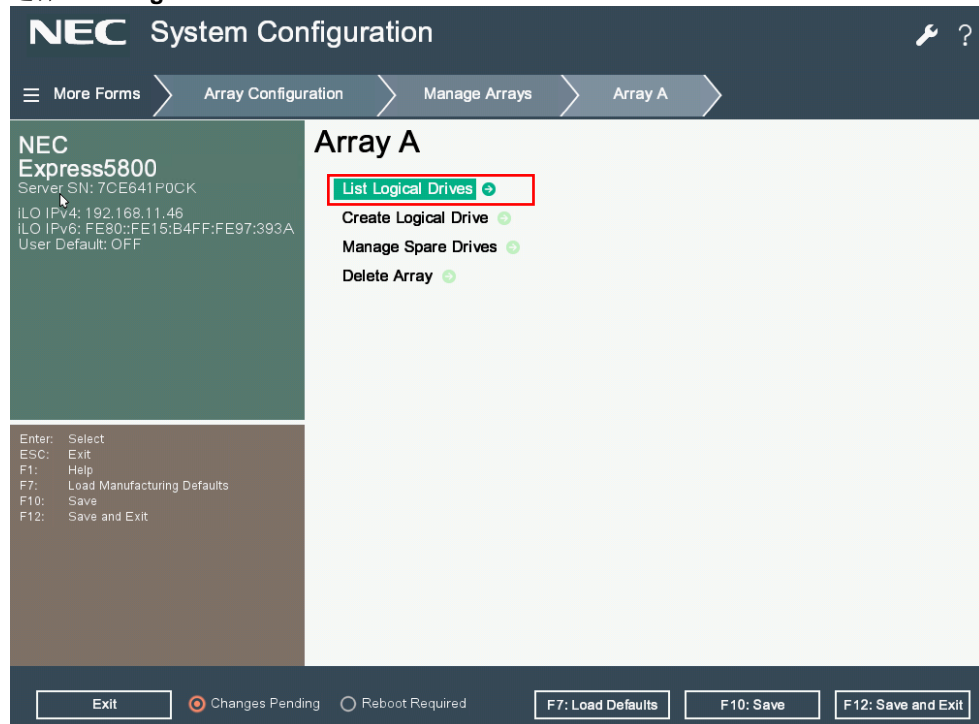 NEC System Configuration
?
More Forms
Array Configuration
Manage Arrays
Array A
NEC
Express5800
Server SN: 7CE641P0CK
iLO IPv4: 192.168.11.46
iLO IPv6: FE80::FE15:B4FF:FE97:393A
User Default: OFF
Array A
List Logical Drives
Create Logical Drive
Manage Spare Drives
Delete Array
Enter: Select
ESC: Exit
F1: Help
F7: Load Manufacturing Defaults
F10: Save
F12: Save and Exit
Exit
Changes Pending
Reboot Required
F7: Load Defaults
F10: Save
F12: Save and Exit